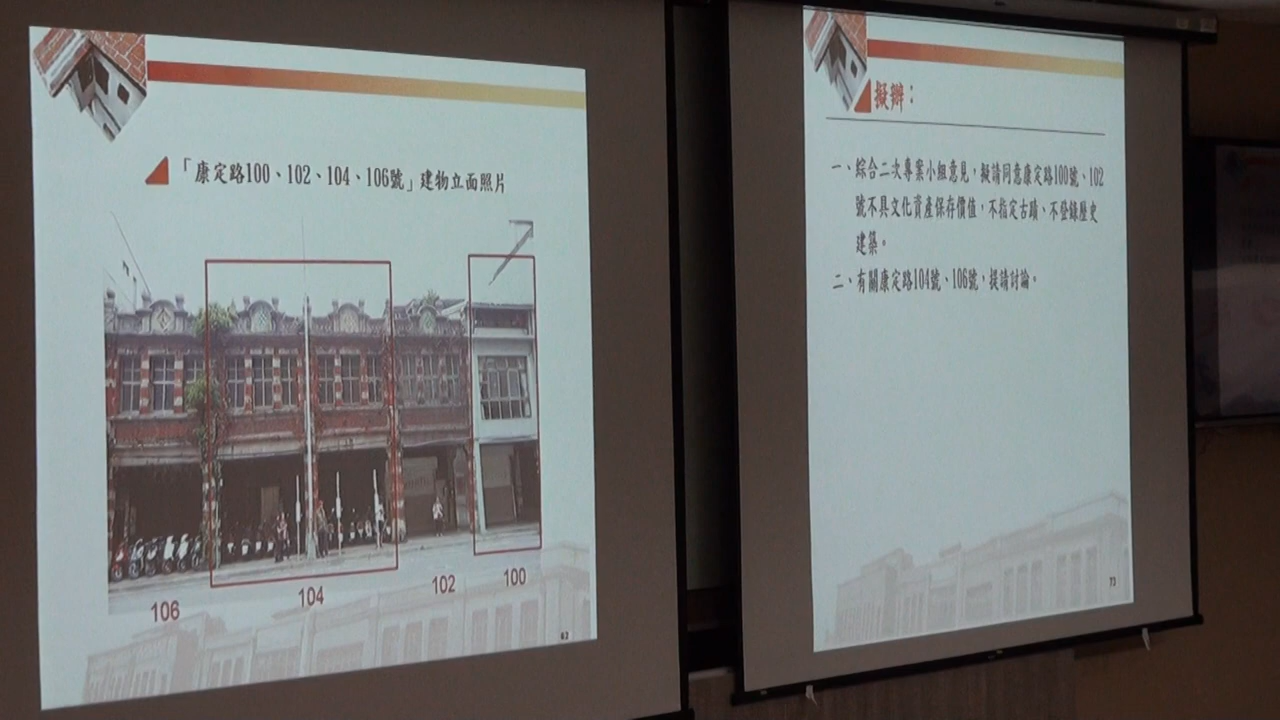 「康定路100、102、104、106號」建物立面照片
106
104
102
100
63
擬辦：
一、綜合二次專案小組意見，擬請同意康定路100號、102
號不具文化資產保存價值，不指定古蹟、不登錄歷史
建築。
二、有關康定路104號、106號，提請討論。
73